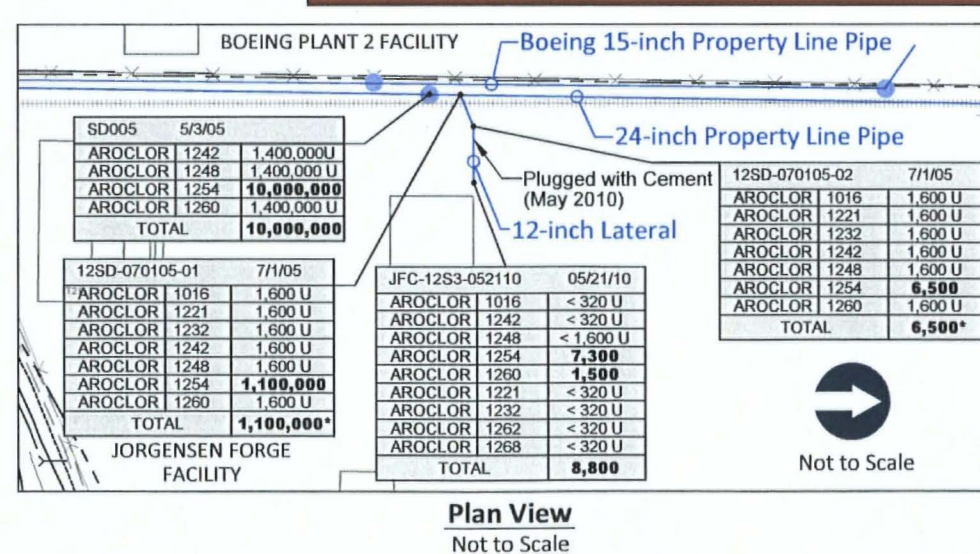 BOEING PLANT 2 FACILITY
Boeing 15-inch Property Line Pipe
24-inch Property Line Pipe
SD005 5/3/05
AROCLOR 1242 1,400,000U
AROCLOR 1248 1,400,000 U
AROCLOR 1254 10,000,000
AROCLOR 1260 1,400,000 U
TOTAL 10,000,000
Plugged with Cement
(May 2010)
12-inch Lateral
12SD-070105-02 7/1/05
AROCLOR 1016 1,600 U
AROCLOR 1221 1,600 U
AROCLOR 1232 1,600 U
AROCLOR 1242 1,600 U
AROCLOR 1248 1,600 U
AROCLOR 1254 6,500
AROCLOR 1260 1,600 U
TOTAL 6,500*
12SD-070105-01 7/1/05
AROCLOR 1016 1,600 U
AROCLOR 1221 1,600 U
AROCLOR 1232 1,600 U
AROCLOR 1242 1,600 U
AROCLOR 1248 1,600 U
AROCLOR 1254 1,100,000
AROCLOR 1260 1,600 U
TOTAL 1,100,000*
JFC-12S3-052110 05/21/10
AROCLOR 1016 < 320 U
AROCLOR 1242 < 320 U
AROCLOR 1248 < 1,600 U
AROCLOR 1254 7,300
AROCLOR 1260 1,500
AROCLOR 1221 < 320 U
AROCLOR 1232 < 320 U
AROCLOR 1262 < 320 U
AROCLOR 1268 < 320 U
TOTAL 8,800
JORGENSEN FORGE
FACILITY
Not to Scale
Plan View
Not to Scale